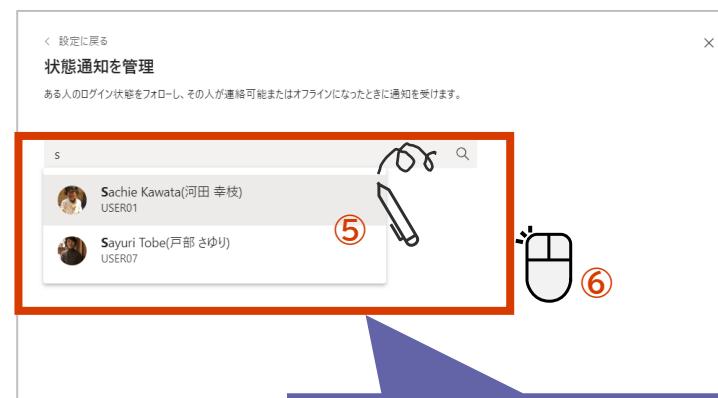 < 設定に戻る
状態通知を管理
ある人のログイン状態をフォローし、その人が連絡可能またはオフラインになったときに通知を受けます。
s
Sachie Kawata(河田 幸枝)
USER01
Sayuri Tobe(戸部 さゆり)
USER07
⑤
⑥